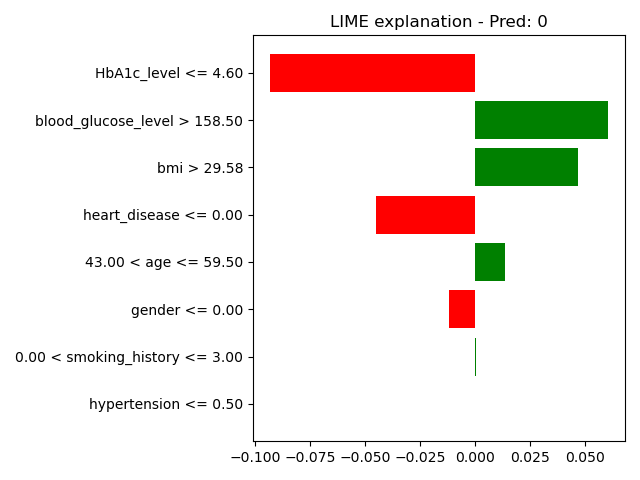 LIME explanation - Pred: 0
HbA1c_level <= 4.60
blood_glucose_level > 158.50
bmi > 29.58
heart_disease <= 0.00
43.00 < age <= 59.50
gender <= 0.00
0.00 < smoking_history <= 3.00
hypertension <= 0.50
−0.100 −0.075 −0.050 −0.025 0.000 0.025 0.050